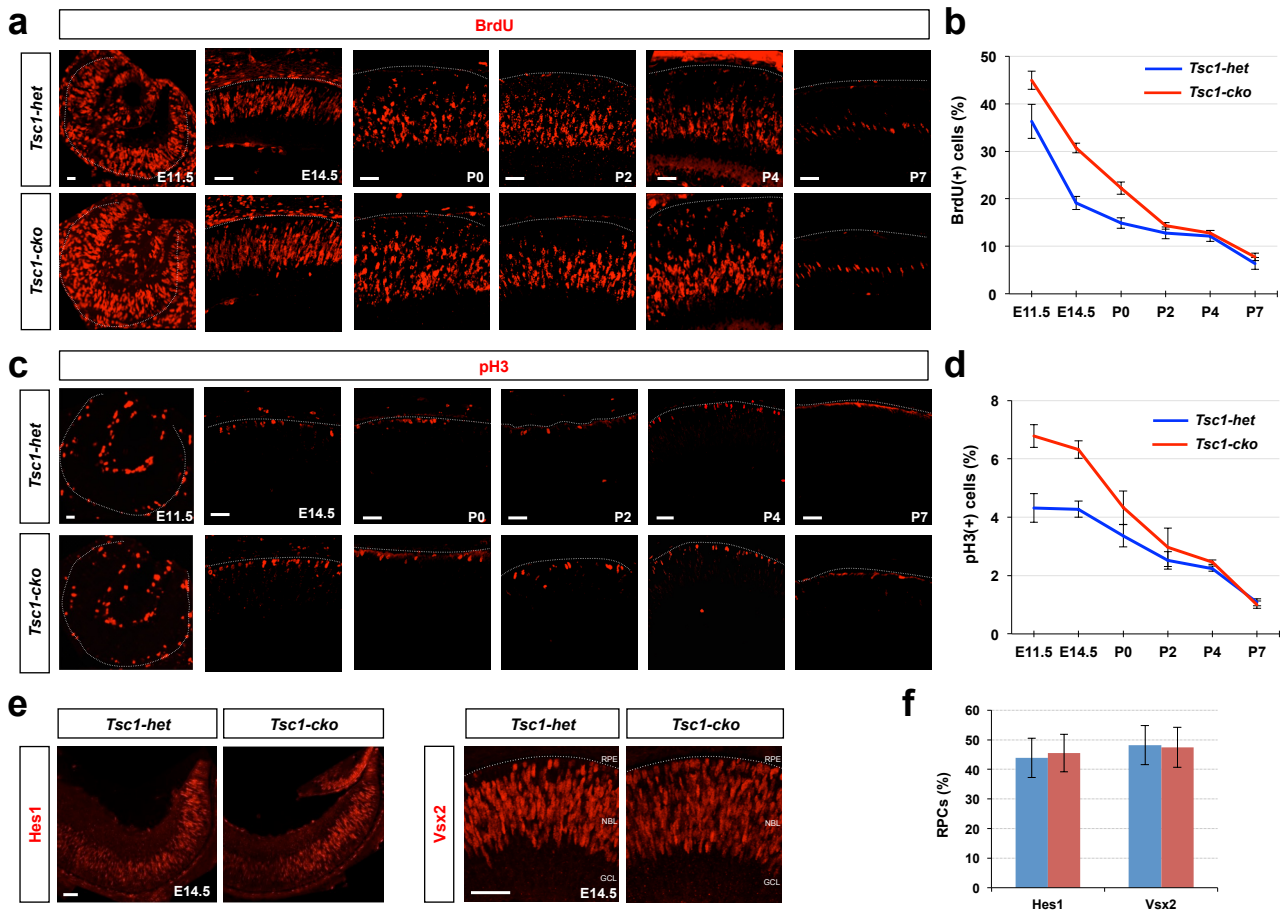 a
BrdU
Tsc1-het
E11.5
E14.5
P0
P2
P4
P7
Tsc1-cko
b
BrdU(+) cells (%)
50
40
30
20
10
0
Tsc1-het
Tsc1-cko
E11.5 E14.5 P0 P2 P4 P7
c
pH3
Tsc1-het
E11.5
E14.5
P0
P2
P4
P7
Tsc1-cko
d
pH3(+) cells (%)
8
6
4
2
0
Tsc1-het
Tsc1-cko
E11.5 E14.5 P0 P2 P4 P7
e
Tsc1-het
Tsc1-cko
Hes1
E14.5
Tsc1-het
Tsc1-cko
Vsx2
RPE
NBL
GCL
E14.5
RPE
NBL
GCL
f
RPCs (%)
60
50
40
30
20
10
0
Hes1
Vsx2